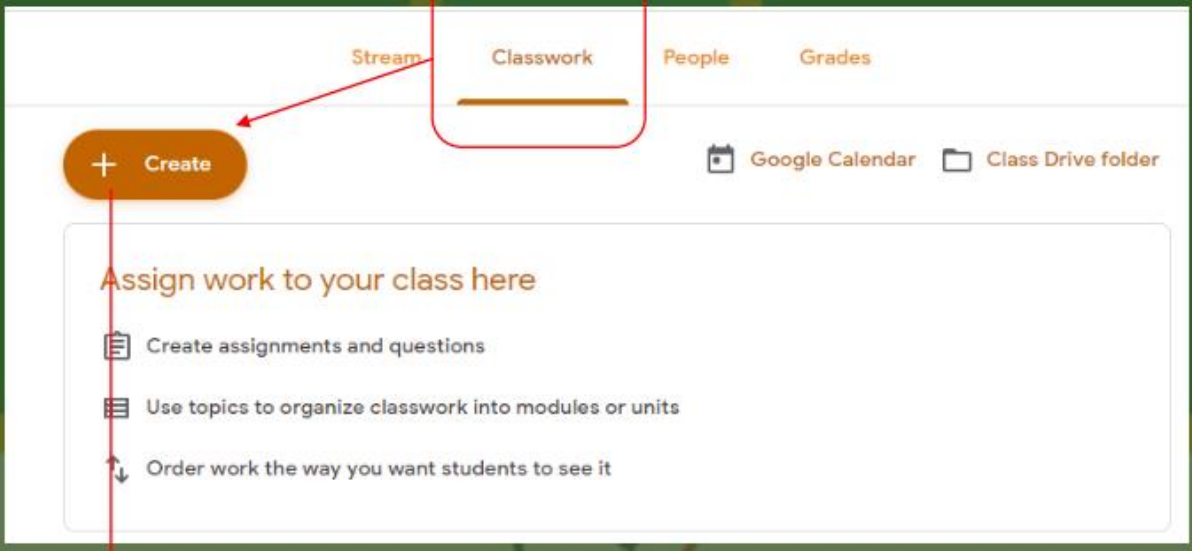 Stream Classwork People Grades
+ Create Google Calendar Class Drive folder
Assign work to your class here
Create assignments and questions
Use topics to organize classwork into modules or units
Order work the way you want students to see it